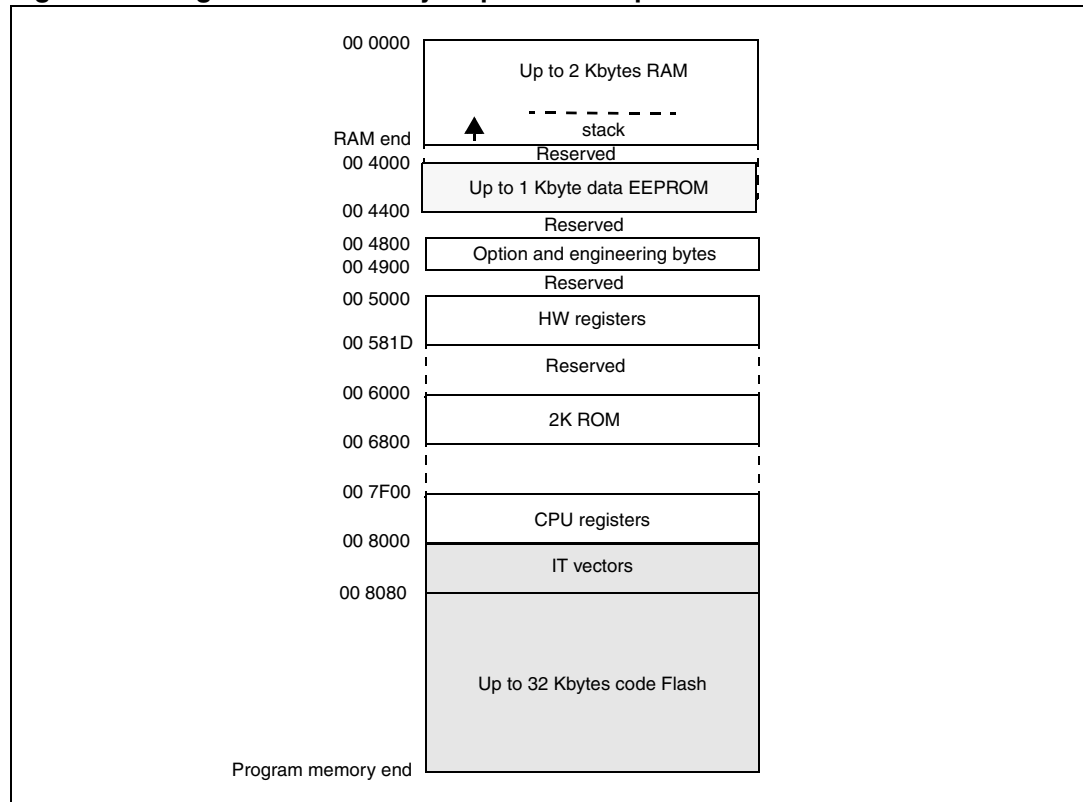 00 0000
Up to 2 Kbytes RAM
stack
RAM end
Reserved
00 4000
Up to 1 Kbyte data EEPROM
00 4400
Reserved
00 4800
Option and engineering bytes
00 4900
Reserved
00 5000
HW registers
00 581D
Reserved
00 6000
2K ROM
00 6800
00 7F00
CPU registers
00 8000
IT vectors
00 8080
Up to 32 Kbytes code Flash
Program memory end